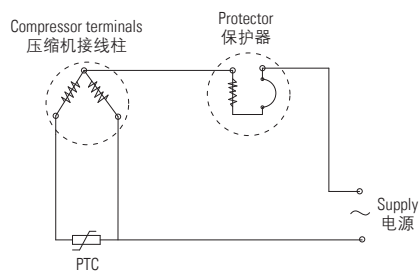 Compressor terminals
压缩机接线柱
Protector
保护器
Supply
电源
PTC